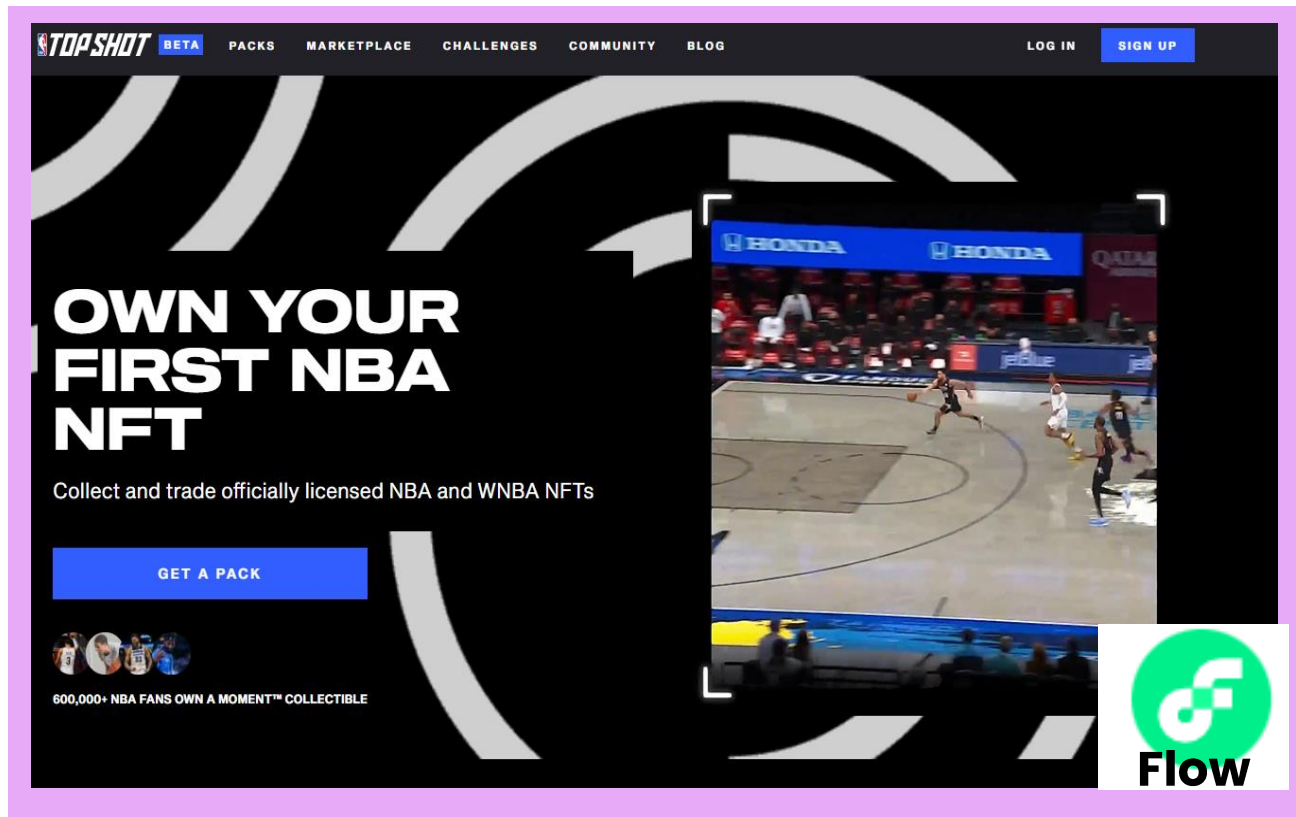 TOP SHOT BETA PACKS MARKETPLACE CHALLENGES COMMUNITY BLOG LOG IN SIGN UP
HONDA HONDA
QATAR
OWN YOUR
FIRST NBA
NFT
jetBlue
Collect and trade officially licensed NBA and WNBA NFTs
GET A PACK
600,000+ NBA FANS OWN A MOMENT™ COLLECTIBLE
Flow